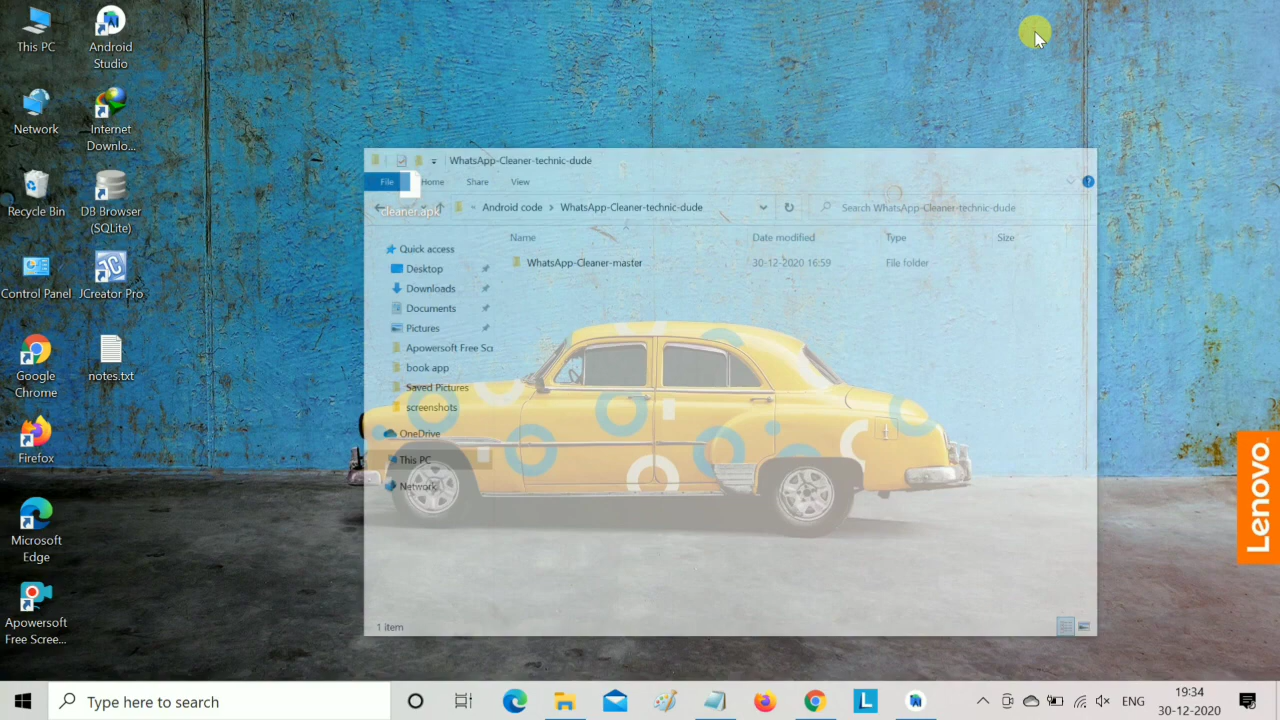 This PC
Android
Studio
Network
Internet
Downlo...
Recycle Bin
DB Browser
(SQLite)
Control Panel
JCreator Pro
Google
Chrome
notes.txt
Firefox
Microsoft
Edge
Apowersoft
Free Scree...
cleaner.apk
WhatsApp-Cleaner-technic-dude
File
Home
Share
View
Android code > WhatsApp-Cleaner-technic-dude
Search WhatsApp-Cleaner-technic-dude
Name
Date modified
Type
Size
WhatsApp-Cleaner-master
30-12-2020 16:59
File folder
Quick access
Desktop
Downloads
Documents
Pictures
Apowersoft Free Scr
book app
Saved Pictures
screenshots
OneDrive
This PC
Network
1 item
Lenovo
Type here to search
L
ENG
19:34
30-12-2020